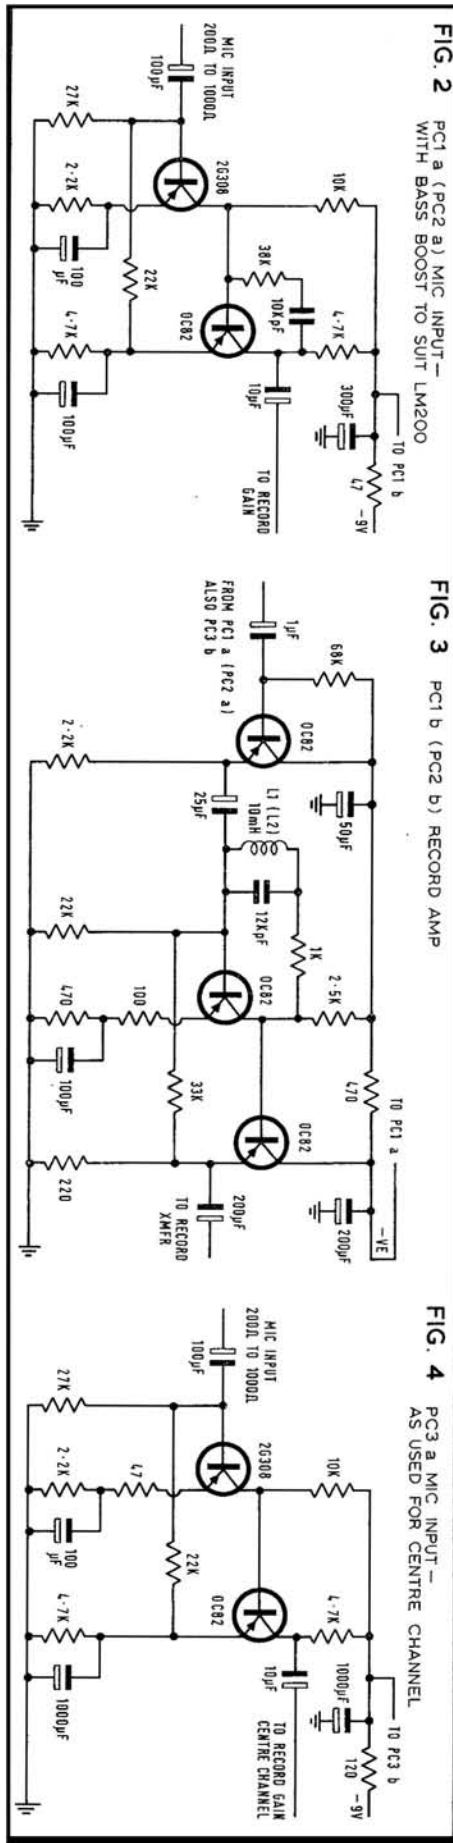 FIG. 2 PC1 a (PC2 a) MIC INPUT—
WITH BASS BOOST TO SUIT LM200
MIC INPUT
200Ω TO 1000Ω
100µF
27K
2·2K
100
µF
2G308
10K
22K
38K
10KpF
0C82
4·7K
4·7K
100µF
10µF
TO RECORD
GAIN
300µF
TO PC1 b
47
-9V
FIG. 3 PC1 b (PC2 b) RECORD AMP
FROM PC1 a (PC2 a)
ALSO PC3 b
1µF
68K
0C82
2·2K
50µF
25µF
L1 (L2)
10mH
12KpF
1K
22K
0C82
2·5K
470
100
100µF
33K
0C82
470
220
200µF
TO RECORD
XMFR
TO PC1 a
-VE
200µF
FIG. 4 PC3 a MIC INPUT—
AS USED FOR CENTRE CHANNEL
MIC INPUT
200Ω TO 1000Ω
100µF
27K
2·2K
47
100
µF
2G308
10K
22K
0C82
4·7K
4·7K
1000µF
10µF
TO RECORD GAIN
CENTRE CHANNEL
1000µF
TO PC3 b
120
-9V